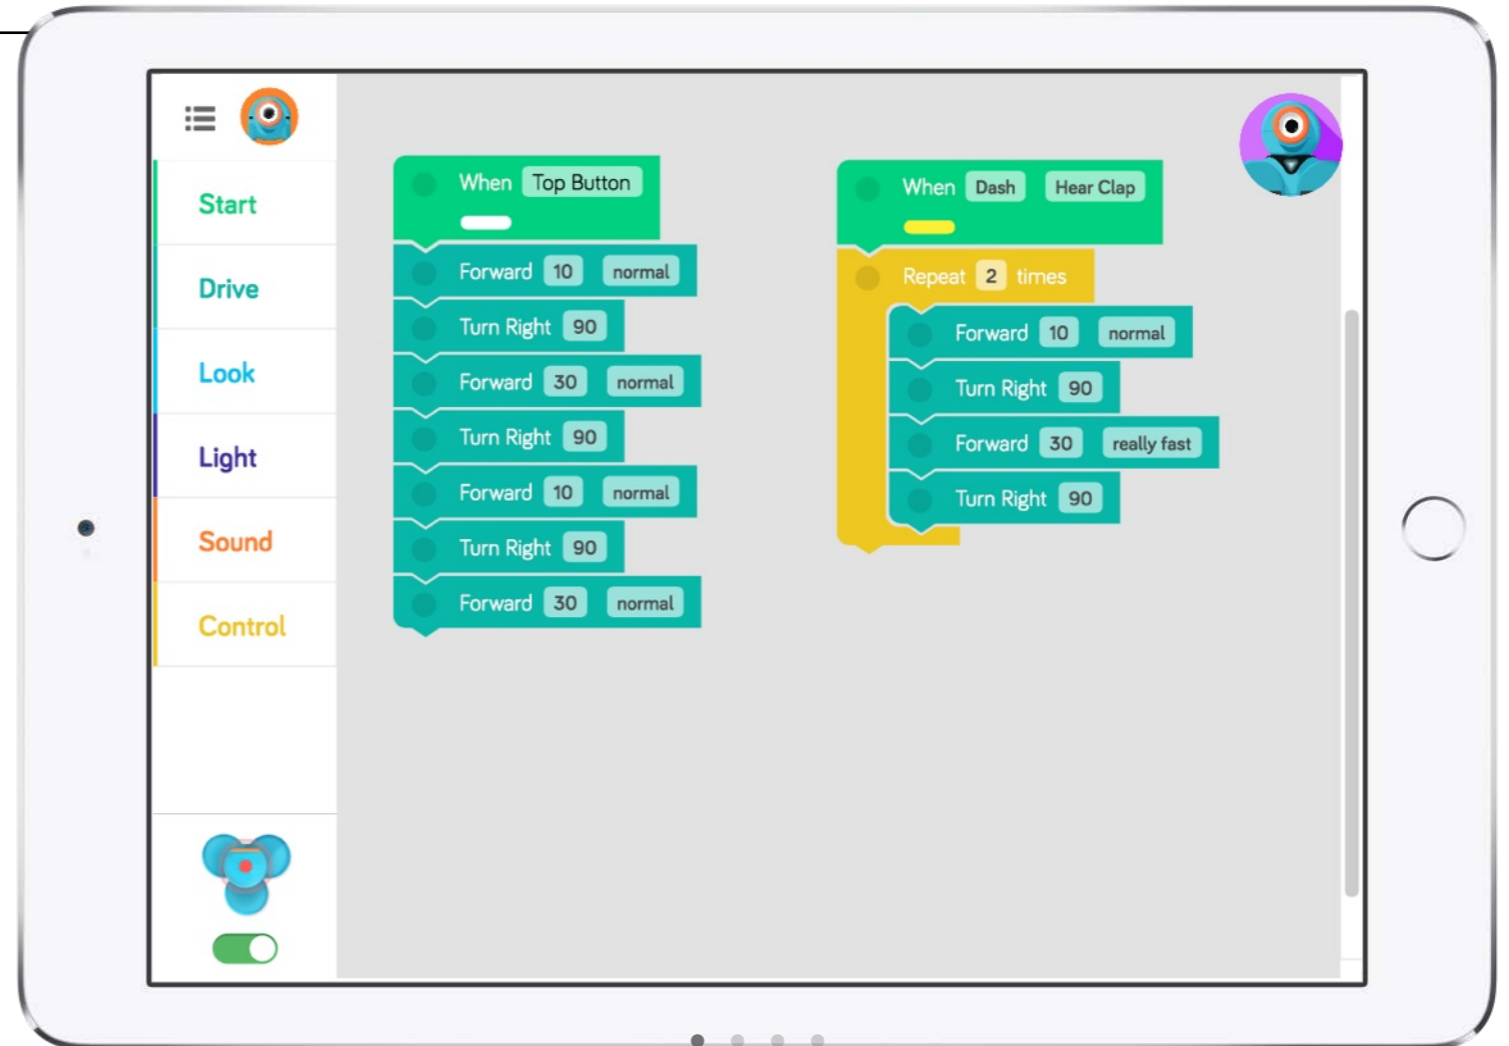 Start
Drive
Look
Light
Sound
Control
When Top Button
Forward 10 normal
Turn Right 90
Forward 30 normal
Turn Right 90
Forward 10 normal
Turn Right 90
Forward 30 normal
When Dash Hear Clap
Repeat 2 times
Forward 10 normal
Turn Right 90
Forward 30 really fast
Turn Right 90